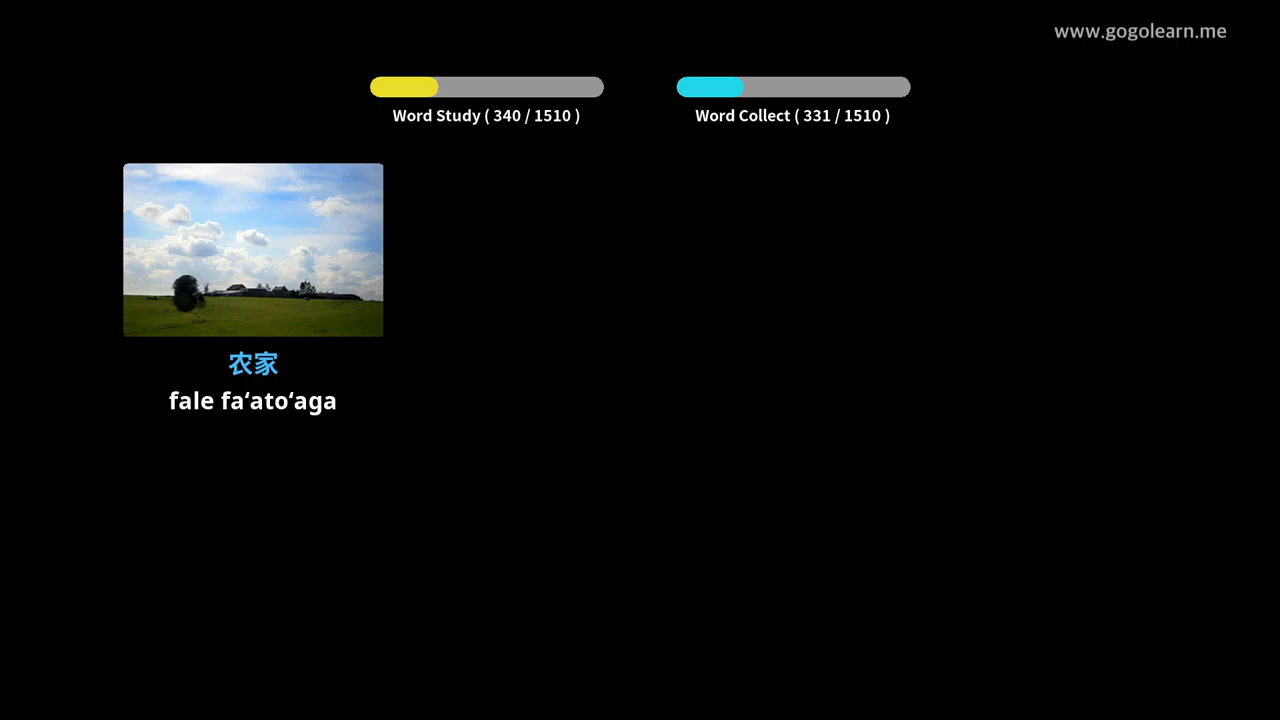 www.gogolearn.me
Word Study ( 340 / 1510 )
Word Collect ( 331 / 1510 )
农家
fale fa‘ato‘aga